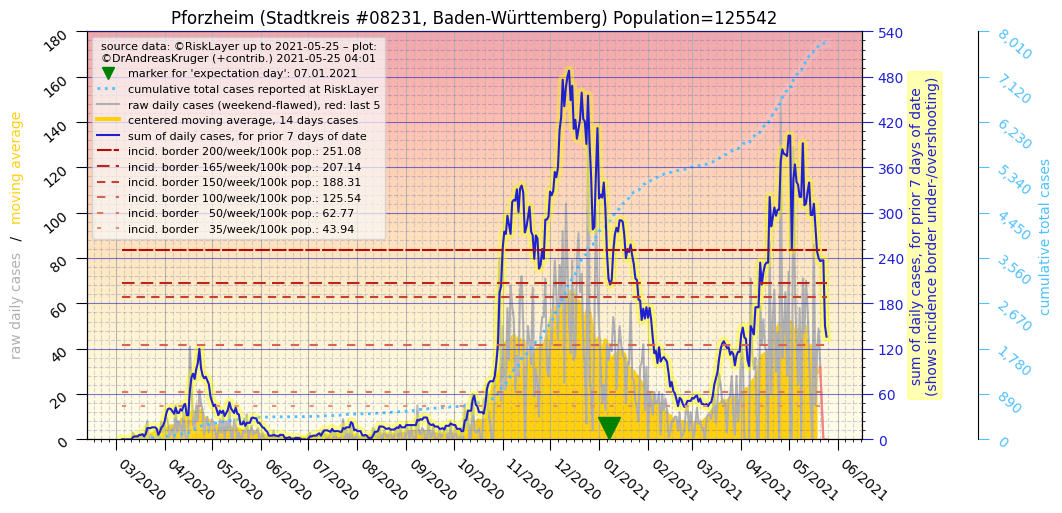 Pforzheim (Stadtkreis #08231, Baden-Württemberg) Population=125542
source data: ©RiskLayer up to 2021-05-25 – plot:
©DrAndreasKruger (+contrib.) 2021-05-25 04:01
marker for 'expectation day': 07.01.2021
cumulative total cases reported at RiskLayer
raw daily cases (weekend-flawed), red: last 5
centered moving average, 14 days cases
sum of daily cases, for prior 7 days of date
incid. border 200/week/100k pop.: 251.08
incid. border 165/week/100k pop.: 207.14
incid. border 150/week/100k pop.: 188.31
incid. border 100/week/100k pop.: 125.54
incid. border 50/week/100k pop.: 62.77
incid. border 35/week/100k pop.: 43.94
raw daily cases / moving average
180
160
140
120
100
80
60
40
20
0
03/2020
04/2020
05/2020
06/2020
07/2020
08/2020
09/2020
10/2020
11/2020
12/2020
01/2021
02/2021
03/2021
04/2021
05/2021
06/2021
540
480
420
360
300
240
180
120
60
0
sum of daily cases, for prior 7 days of date
(shows incidence border under-/overshooting)
8,010
7,120
6,230
5,340
4,450
3,560
2,670
1,780
890
0
cumulative total cases